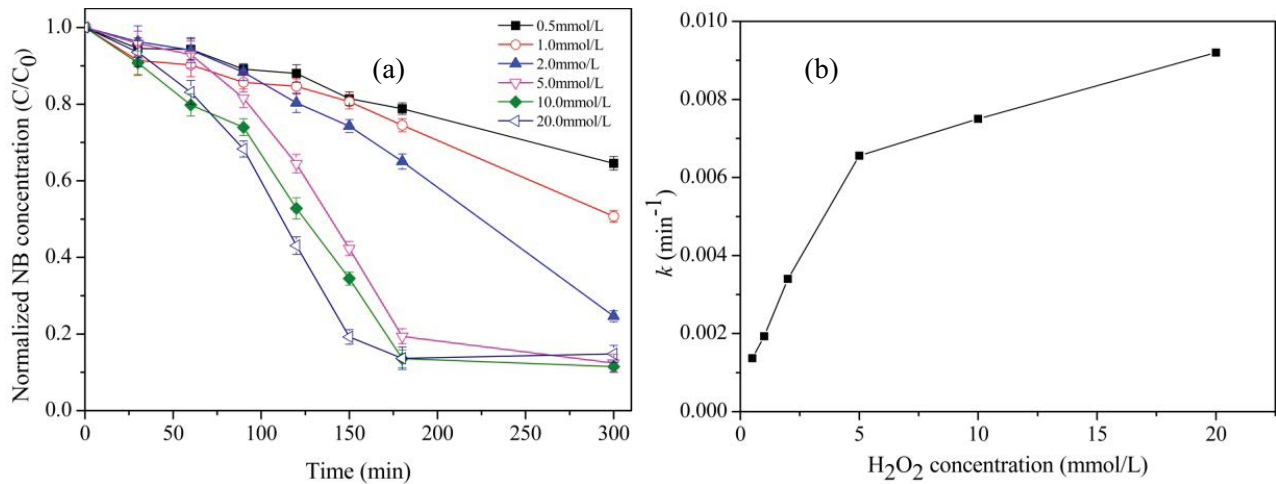 Normalized NB concentration (C/C0)
1.0
0.8
0.6
0.4
0.2
0.0
0 50 100 150 200 250 300
Time (min)
(a)
0.5mmol/L
1.0mmol/L
2.0mmo/L
5.0mmol/L
10.0mmol/L
20.0mmol/L
k (min-1)
0.010
0.008
0.006
0.004
0.002
0.000
0 5 10 15 20
H2O2 concentration (mmol/L)
(b)